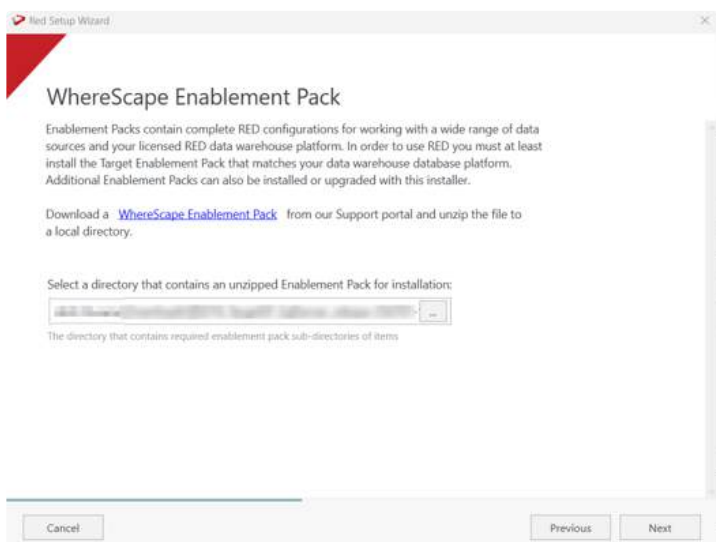 Red Setup Wizard
WhereScape Enablement Pack
Enablement Packs contain complete RED configurations for working with a wide range of data
sources and your licensed RED data warehouse platform. In order to use RED you must at least
install the Target Enablement Pack that matches your data warehouse database platform.
Additional Enablement Packs can also be installed or upgraded with this installer.
Download a WhereScape Enablement Pack from our Support portal and unzip the file to
a local directory.
Select a directory that contains an unzipped Enablement Pack for installation:
...
The directory that contains required enablement pack sub-directories of items
Cancel Previous Next